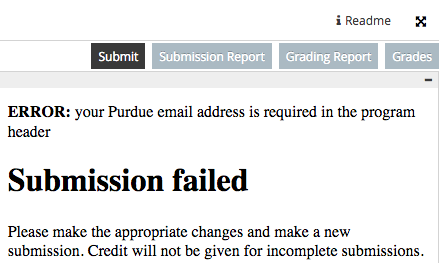 Readme
Submit Submission Report Grading Report Grades
ERROR: your Purdue email address is required in the program
header
Submission failed
Please make the appropriate changes and make a new
submission. Credit will not be given for incomplete submissions.